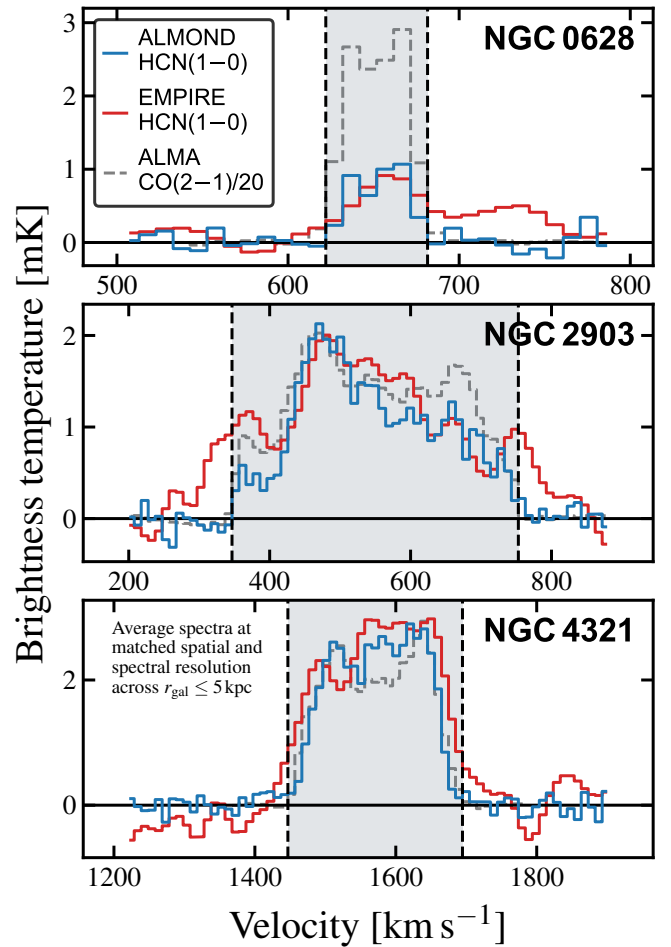 Brightness temperature [mK]
3
2
1
0
ALMOND
HCN(1−0)
EMPIRE
HCN(1−0)
ALMA
CO(2−1)/20
NGC 0628
500 600 700 800
2
1
0
NGC 2903
200 400 600 800
2
0
Average spectra at
matched spatial and
spectral resolution
across r_gal ≤ 5 kpc
NGC 4321
1200 1400 1600 1800
Velocity [km s⁻¹]